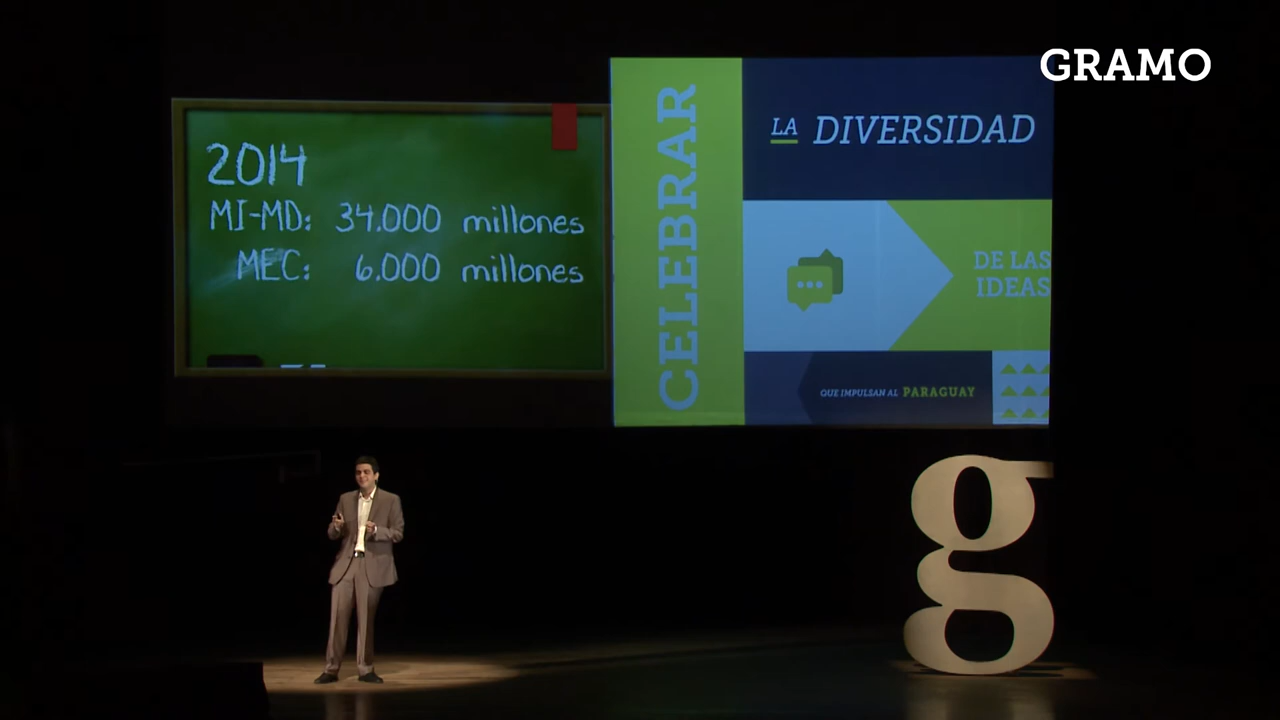 GRAMO
2014
MI-MD: 34.000 millones
MEC: 6.000 millones
CELEBRAR
LA DIVERSIDAD
DE LAS
IDEAS
QUE IMPULSAN AL PARAGUAY
g